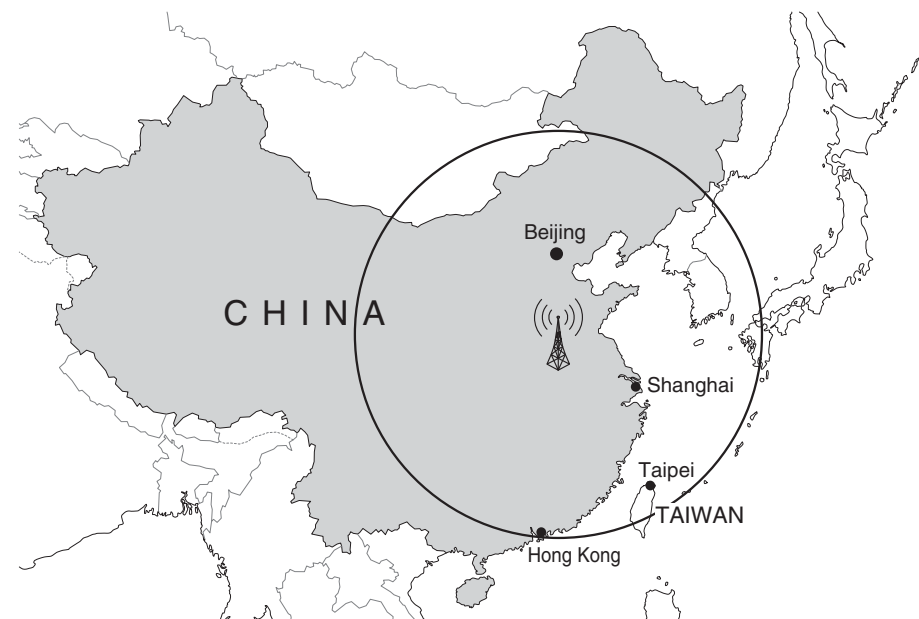 Beijing
CHINA
Shanghai
Taipei
TAIWAN
Hong Kong